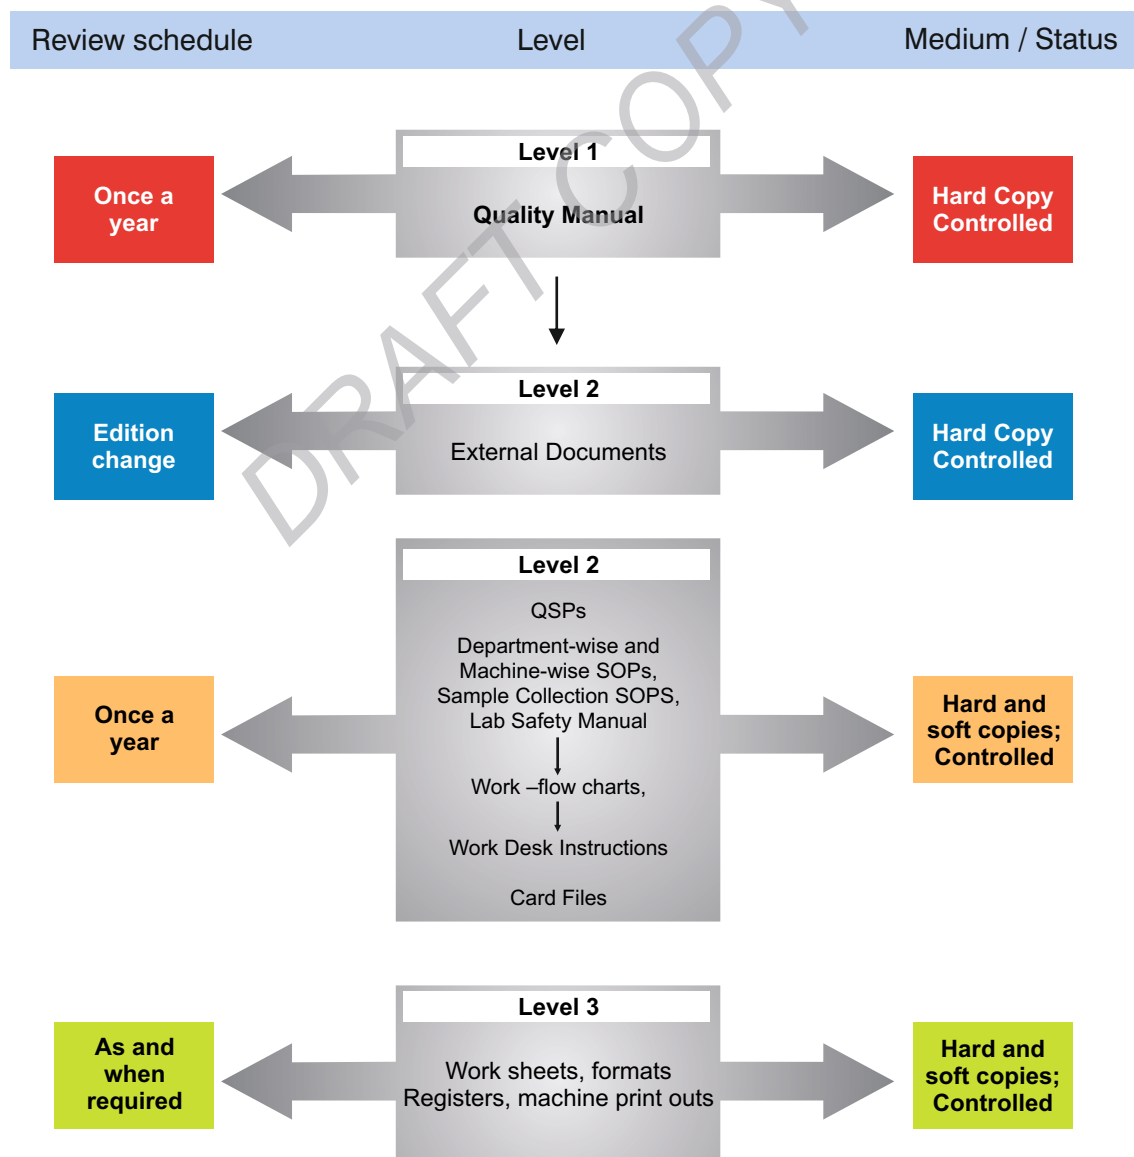 Review schedule
Level
Medium / Status
DRAFT COPY
Level 1
Once a
year
Quality Manual
Hard Copy
Controlled
Level 2
Edition
change
External Documents
Hard Copy
Controlled
Level 2
QSPs
Department-wise and
Machine-wise SOPs,
Sample Collection SOPS,
Lab Safety Manual
Once a
year
Hard and
soft copies;
Controlled
Work –flow charts,
Work Desk Instructions
Card Files
Level 3
As and
when
required
Work sheets, formats
Registers, machine print outs
Hard and
soft copies;
Controlled